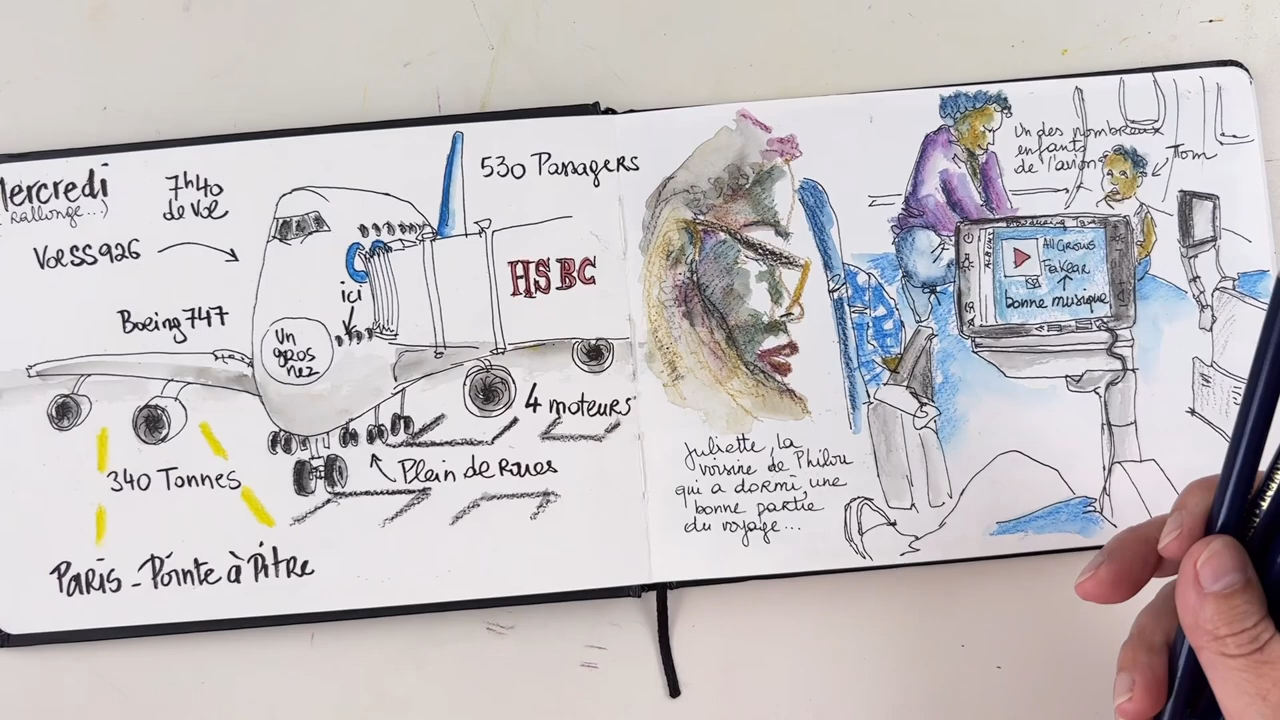 Mercredi
7h40
de vol
(rallonge...)
Vol SS926
Boeing 747
530 Passagers
HSBC
ici
Un
gros
nez
4 moteurs
340 Tonnes
Plein de Roues
Paris - Pointe à Pitre
Juliette, la
voisine de Philou
qui a dormi une
bonne partie
du voyage...
Un des nombreux
enfants
de l'avion
Tom
All Grows
Fakear
bonne musique